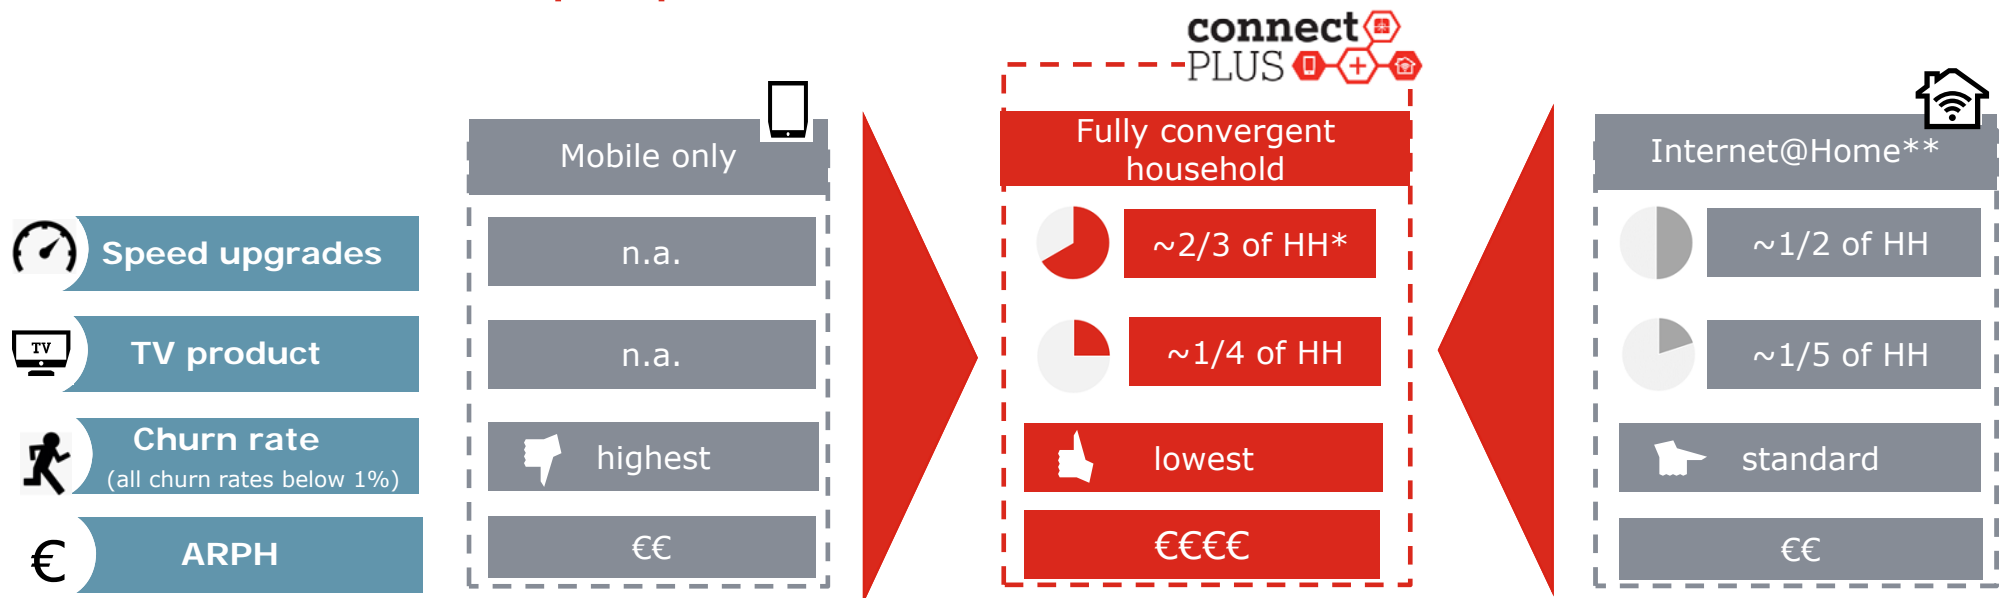 connect
PLUS
Mobile only
Fully convergent
household
Internet@Home**
Speed upgrades
n.a.
~2/3 of HH*
~1/2 of HH
TV
TV product
n.a.
~1/4 of HH
~1/5 of HH
Churn rate
(all churn rates below 1%)
highest
lowest
standard
€
ARPH
€€
€€€€
€€